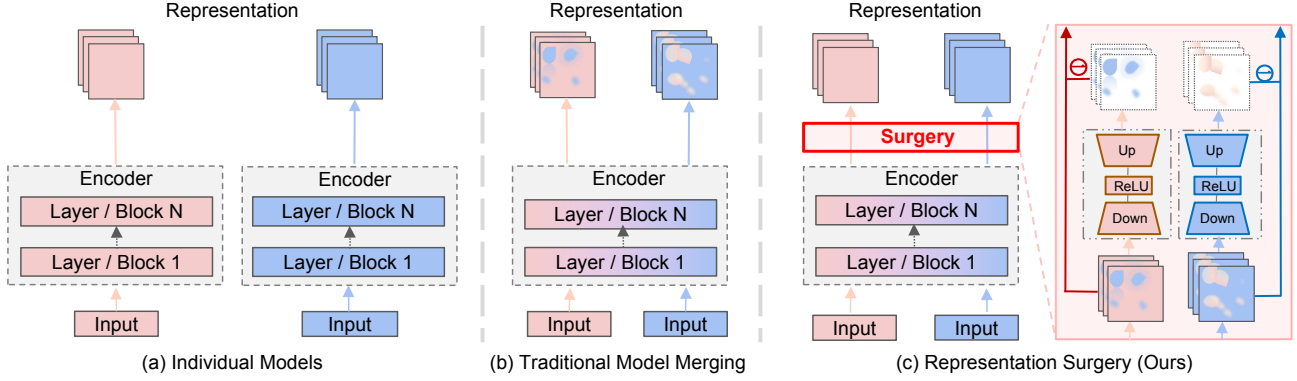 Representation
Encoder
Layer / Block N
Layer / Block 1
Input
Encoder
Layer / Block N
Layer / Block 1
Input
(a) Individual Models
Representation
Encoder
Layer / Block N
Layer / Block 1
Input
Input
(b) Traditional Model Merging
Representation
Surgery
Encoder
Layer / Block N
Layer / Block 1
Input
Input
Up
ReLU
Down
Up
ReLU
Down
(c) Representation Surgery (Ours)